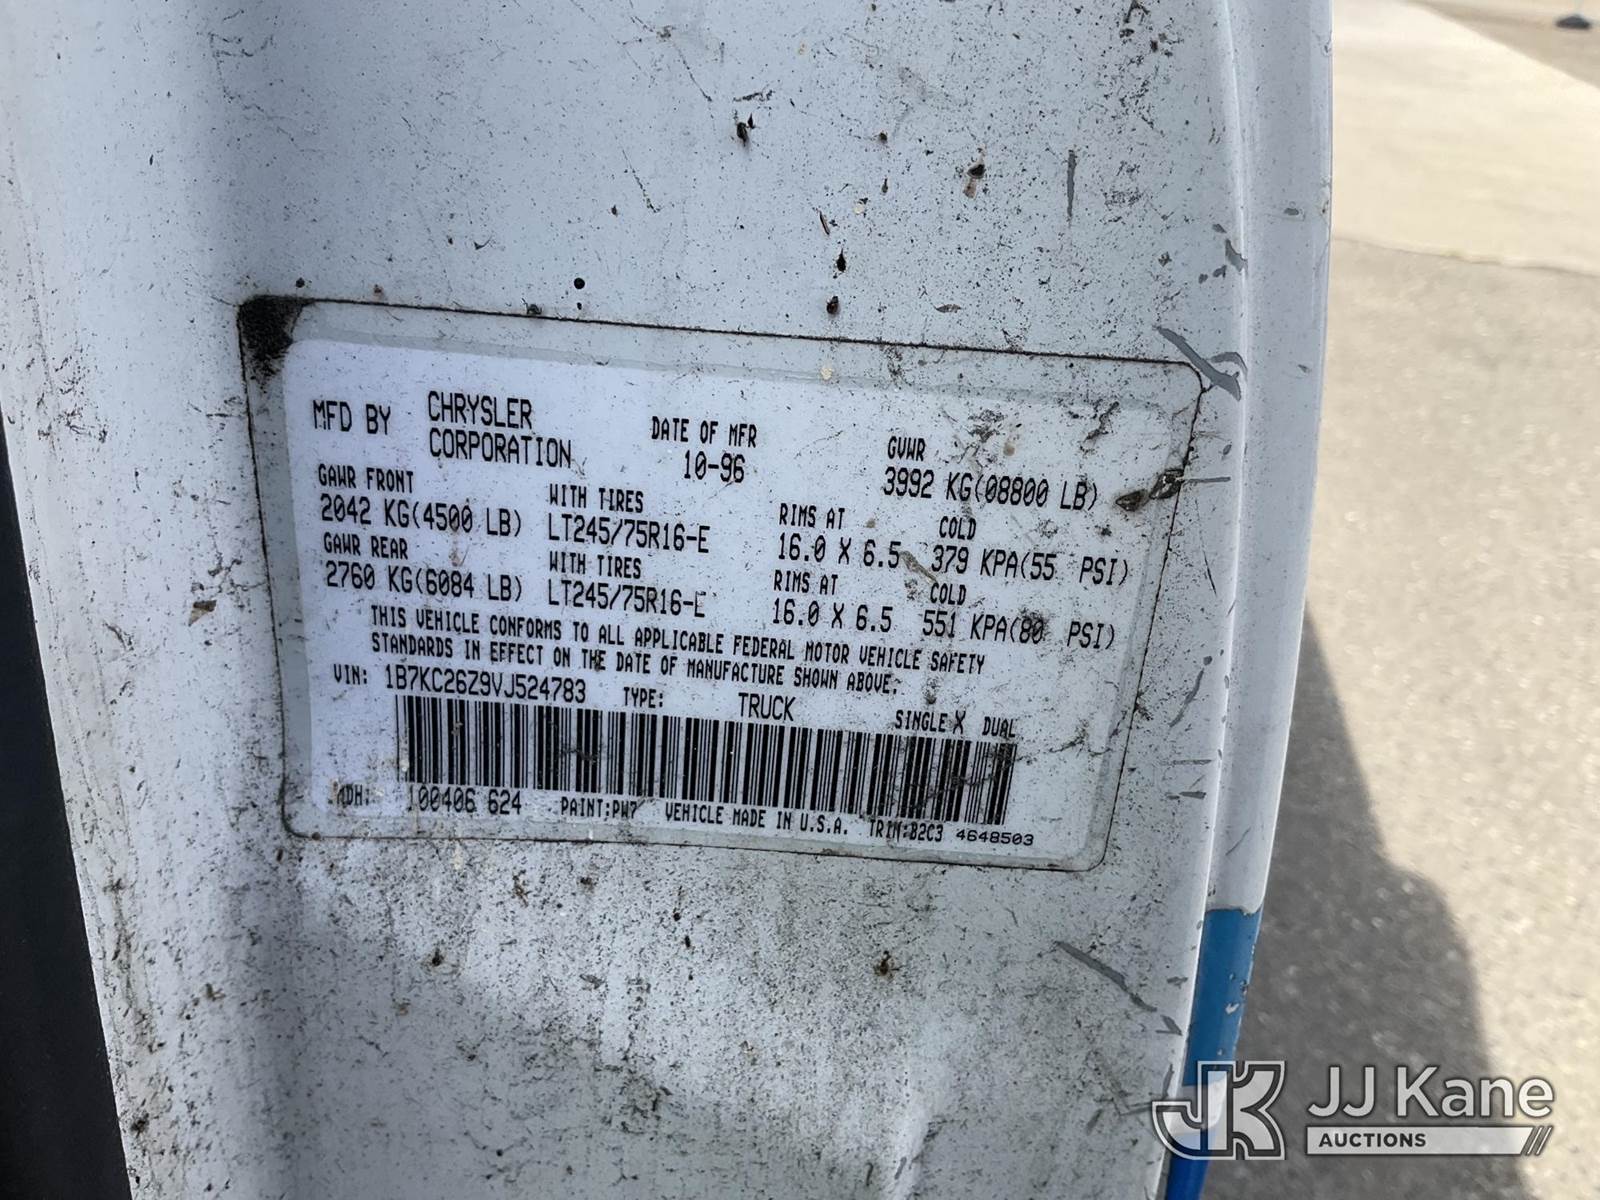 MFD BY CHRYSLER CORPORATION DATE OF MFR 10-96 GVWR 3992 KG(08800 LB)
GAWR FRONT WITH TIRES RIMS AT COLD
2042 KG(4500 LB) LT245/75R16-E 16.0 X 6.5 379 KPA(55 PSI)
GAWR REAR WITH TIRES RIMS AT COLD
2760 KG(6084 LB) LT245/75R16-E 16.0 X 6.5 551 KPA(80 PSI)
THIS VEHICLE CONFORMS TO ALL APPLICABLE FEDERAL MOTOR VEHICLE SAFETY
STANDARDS IN EFFECT ON THE DATE OF MANUFACTURE SHOWN ABOVE.
VIN: 1B7KC26Z9VJ524783 TYPE: TRUCK SINGLE X DUAL
MDH: 100406 624 PAINT:PW7 VEHICLE MADE IN U.S.A. TRIM:B2C3 4648503
JK JJ Kane
AUCTIONS